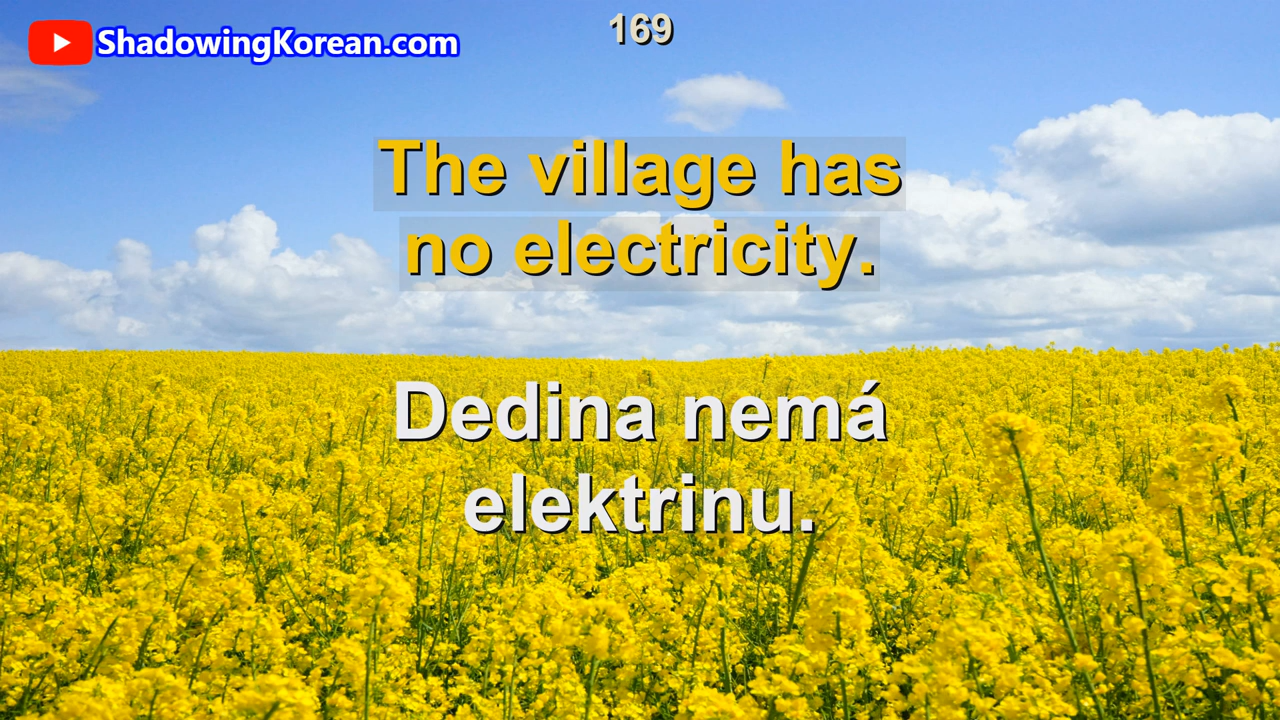 ShadowingKorean.com
169
The village has
no electricity.
Dedina nemá
elektrinu.